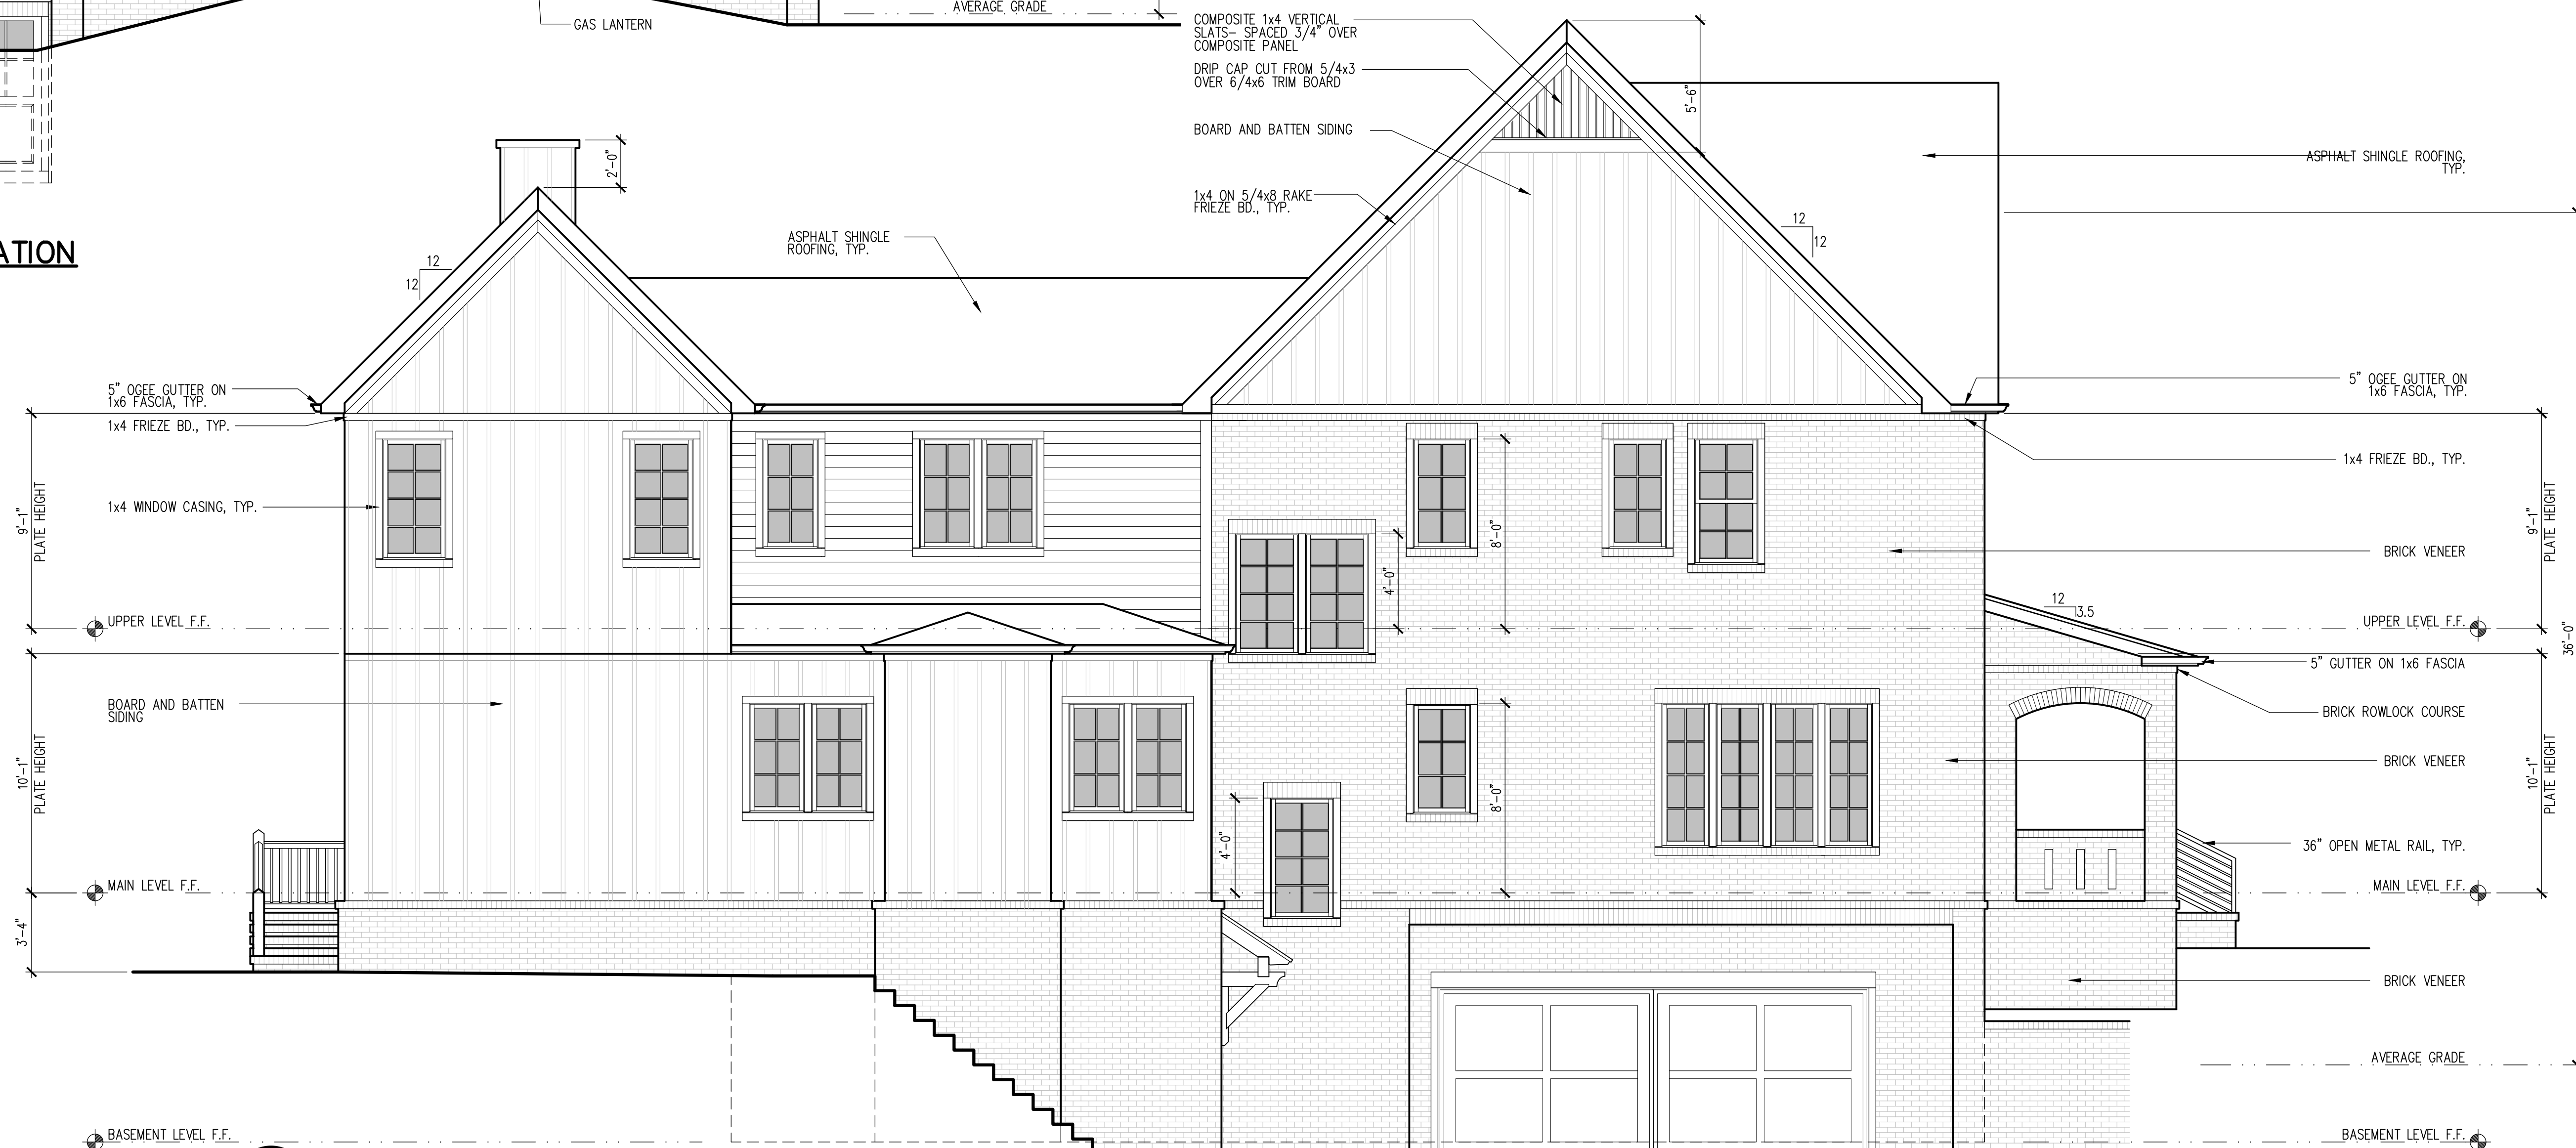 GAS LANTERN
AVERAGE GRADE
COMPOSITE 1x4 VERTICAL
SLATS- SPACED 3/4" OVER
COMPOSITE PANEL
DRIP CAP CUT FROM 5/4x3
OVER 6/4x6 TRIM BOARD
BOARD AND BATTEN SIDING
1x4 ON 5/4x8 RAKE
FRIEZE BD., TYP.
5'-6"
2'-0"
ASPHALT SHINGLE ROOFING,
TYP.
ATION
ASPHALT SHINGLE
ROOFING, TYP.
12
12
12
12
5" OGEE GUTTER ON
1x6 FASCIA, TYP.
1x4 FRIEZE BD., TYP.
1x4 WINDOW CASING, TYP.
9'-1"
PLATE HEIGHT
UPPER LEVEL F.F.
BOARD AND BATTEN
SIDING
10'-1"
PLATE HEIGHT
MAIN LEVEL F.F.
3'-4"
BASEMENT LEVEL F.F.
8'-0"
4'-0"
8'-0"
4'-0"
5" OGEE GUTTER ON
1x6 FASCIA, TYP.
1x4 FRIEZE BD., TYP.
9'-1"
PLATE HEIGHT
BRICK VENEER
12
3.5
UPPER LEVEL F.F.
36'-0"
5" GUTTER ON 1x6 FASCIA
BRICK ROWLOCK COURSE
BRICK VENEER
10'-1"
PLATE HEIGHT
36" OPEN METAL RAIL, TYP.
MAIN LEVEL F.F.
BRICK VENEER
AVERAGE GRADE
BASEMENT LEVEL F.F.